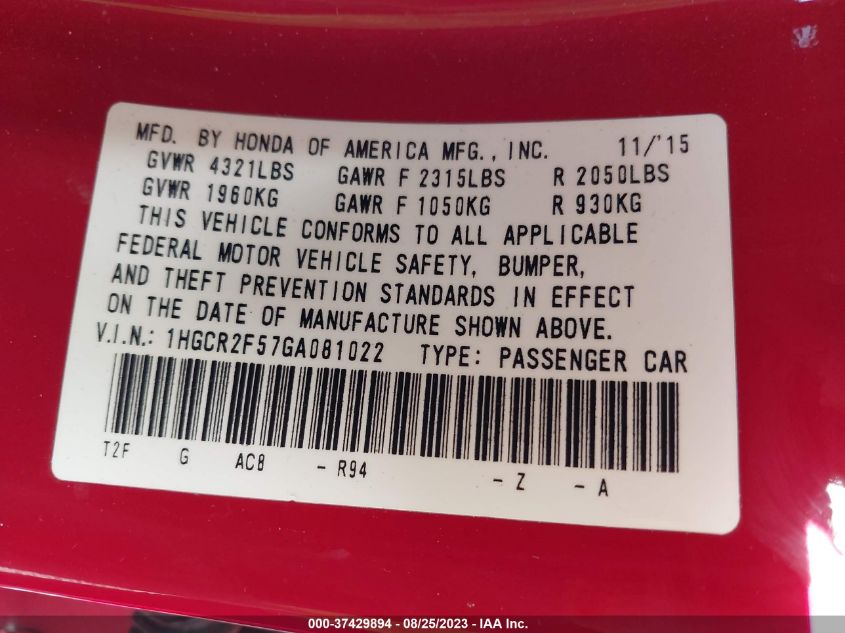 MFD. BY HONDA OF AMERICA MFG., INC. 11/'15
GVWR 4321LBS GAWR F 2315LBS R 2050LBS
GVWR 1960KG GAWR F 1050KG R 930KG
THIS VEHICLE CONFORMS TO ALL APPLICABLE
FEDERAL MOTOR VEHICLE SAFETY, BUMPER,
AND THEFT PREVENTION STANDARDS IN EFFECT
ON THE DATE OF MANUFACTURE SHOWN ABOVE.
V.I.N.: 1HGCR2F57GA081022 TYPE: PASSENGER CAR
T2F G AC8 - R94 - Z - A
000-37429894 - 08/25/2023 - IAA Inc.